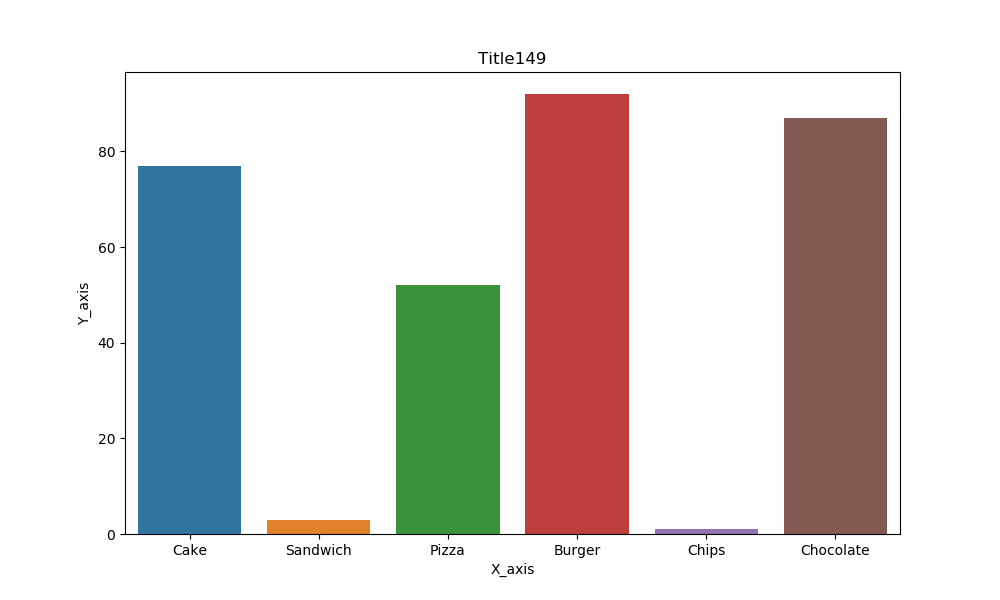 Title149
Y_axis
80
60
40
20
0
Cake Sandwich Pizza Burger Chips Chocolate
X_axis